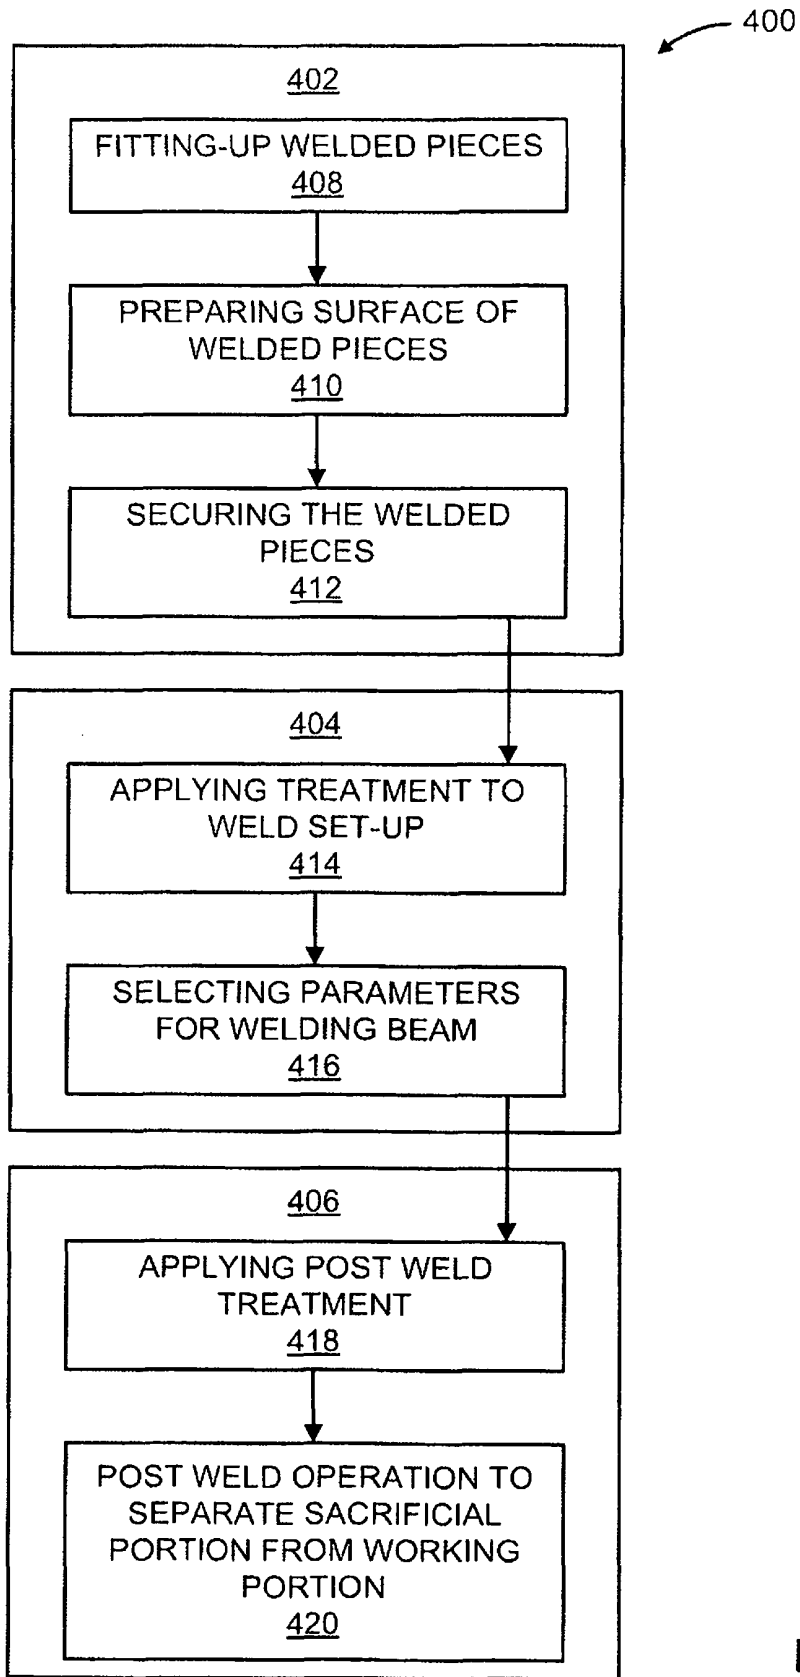 400
402
FITTING-UP WELDED PIECES
408
PREPARING SURFACE OF
WELDED PIECES
410
SECURING THE WELDED
PIECES
412
404
APPLYING TREATMENT TO
WELD SET-UP
414
SELECTING PARAMETERS
FOR WELDING BEAM
416
406
APPLYING POST WELD
TREATMENT
418
POST WELD OPERATION TO
SEPARATE SACRIFICIAL
PORTION FROM WORKING
PORTION
420